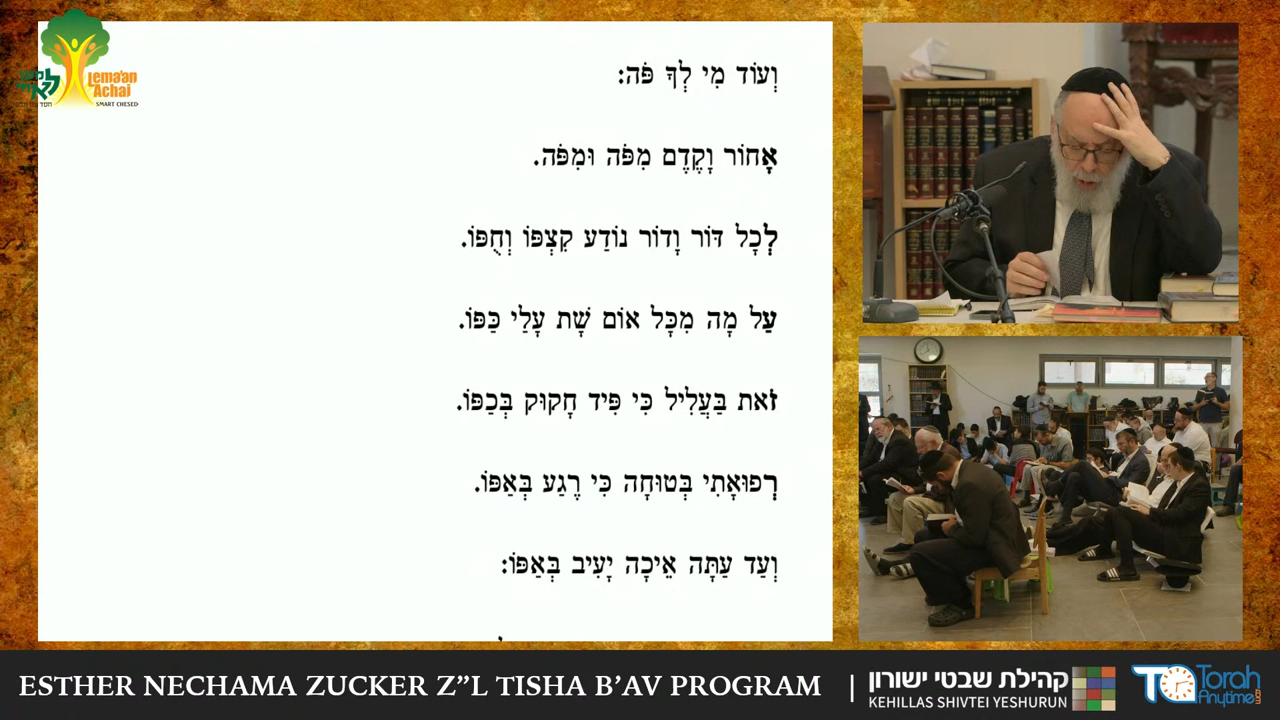 Lema'an
Achai
SMART CHESED
וְעוֹד מִי לְךָ פֹּה:
אָחוֹר וָקֶדֶם מִפֹּה וּמִפֹּה.
לְכָל דּוֹר וָדוֹר נוֹדַע קִצְפּוֹ וְחֻפּוֹ.
עַל מָה מִכָּל אוֹם שָׁת עָלַי כַּפּוֹ.
זֹאת בַּעֲלִיל כִּי פִּיד חָקוּק בְּכַפּוֹ.
רְפוּאָתִי בְּטוּחָה כִּי רֶגַע בְּאַפּוֹ.
וְעַד עַתָּה אֵיכָה יָעִיב בְּאַפּוֹ:
ESTHER NECHAMA ZUCKER Z”L TISHA B’AV PROGRAM
קהילת שבטי ישורון
KEHILLAS SHIVTEI YESHURUN
Torah
Anytime
.com